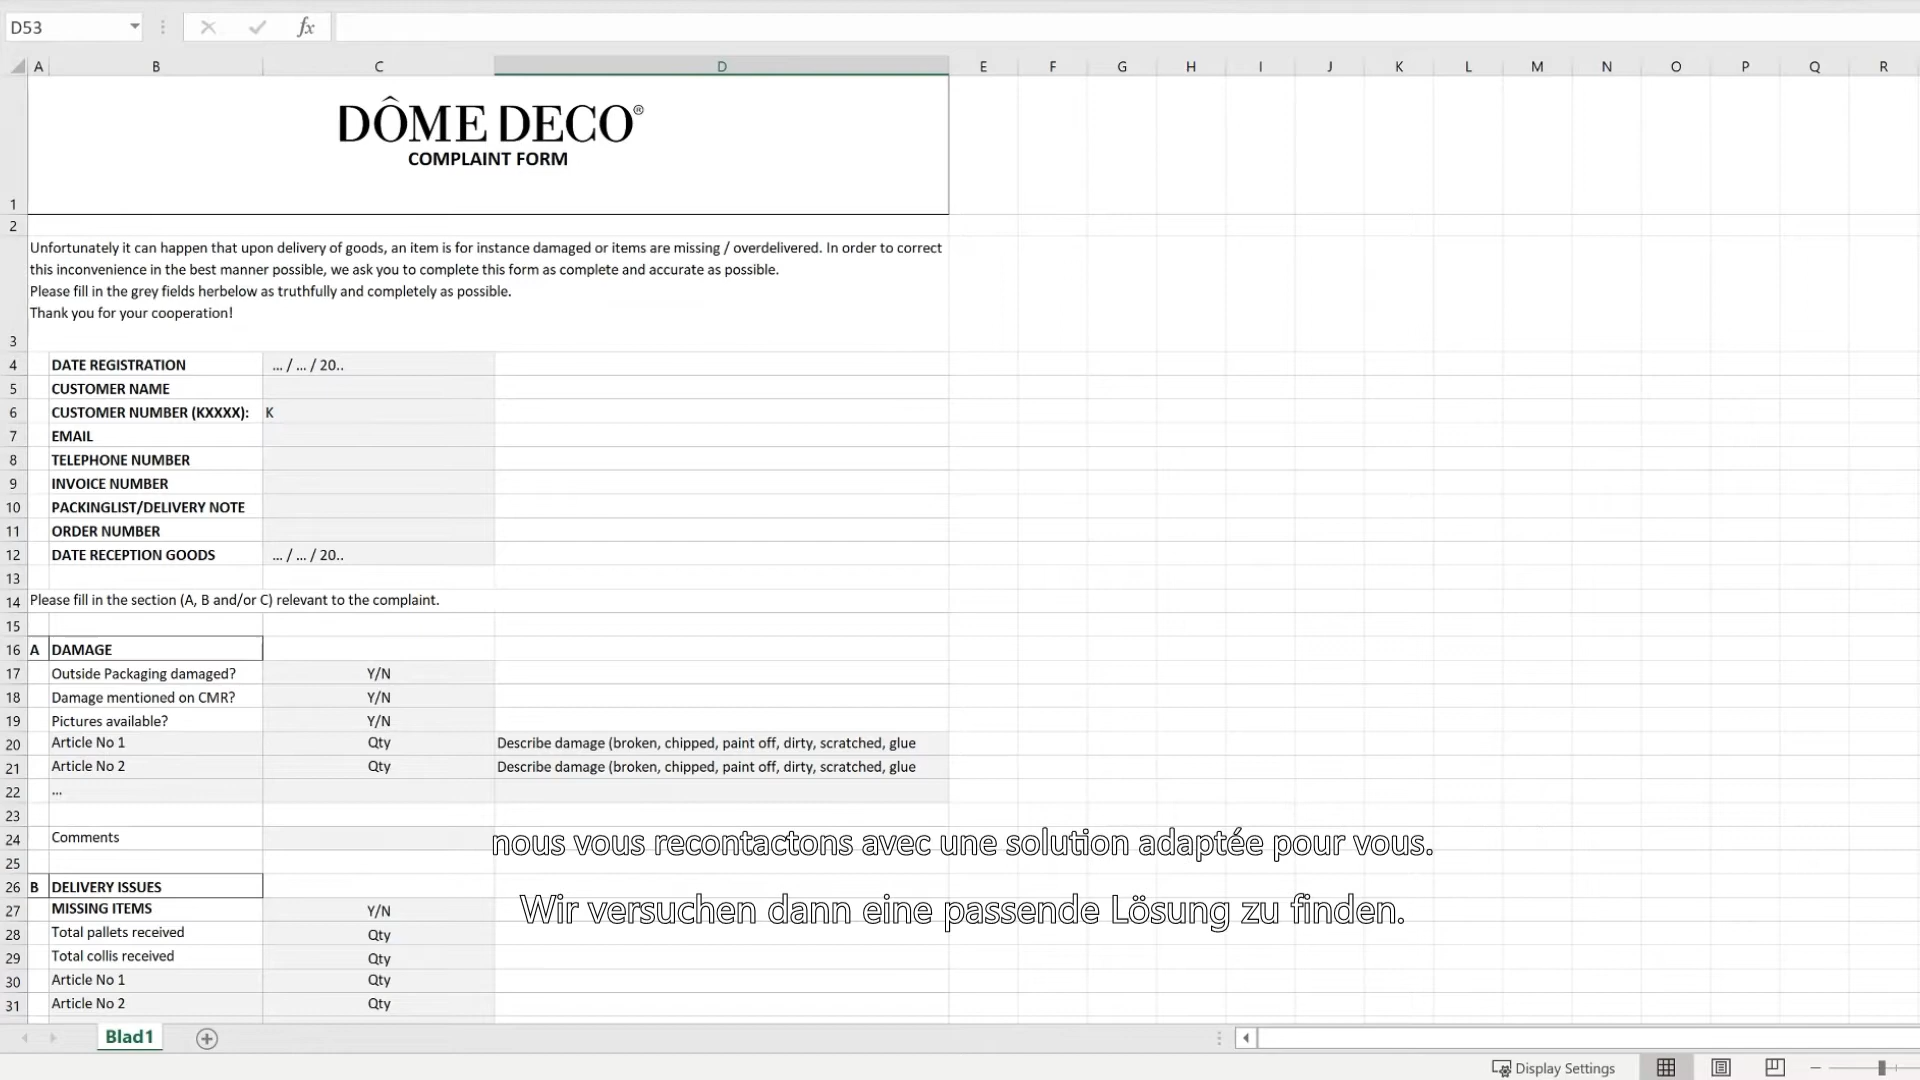 D53
fx
A B C D E F G H I J K L M N O P Q R
DÔME DECO®
COMPLAINT FORM
1
2
Unfortunately it can happen that upon delivery of goods, an item is for instance damaged or items are missing / overdelivered. In order to correct
this inconvenience in the best manner possible, we ask you to complete this form as complete and accurate as possible.
Please fill in the grey fields herbelow as truthfully and completely as possible.
Thank you for your cooperation!
3
4 DATE REGISTRATION ... / ... / 20..
5 CUSTOMER NAME
6 CUSTOMER NUMBER (KXXXX): K
7 EMAIL
8 TELEPHONE NUMBER
9 INVOICE NUMBER
10 PACKINGLIST/DELIVERY NOTE
11 ORDER NUMBER
12 DATE RECEPTION GOODS ... / ... / 20..
13
14 Please fill in the section (A, B and/or C) relevant to the complaint.
15
16 A DAMAGE
17 Outside Packaging damaged? Y/N
18 Damage mentioned on CMR? Y/N
19 Pictures available? Y/N
20 Article No 1 Qty Describe damage (broken, chipped, paint off, dirty, scratched, glue
21 Article No 2 Qty Describe damage (broken, chipped, paint off, dirty, scratched, glue
22 ...
23
24 Comments
nous vous recontactons avec une solution adaptée pour vous.
25
26 B DELIVERY ISSUES
27 MISSING ITEMS Y/N
Wir versuchen dann eine passende Lösung zu finden.
28 Total pallets received Qty
29 Total collis received Qty
30 Article No 1 Qty
31 Article No 2 Qty
Blad1
Display Settings